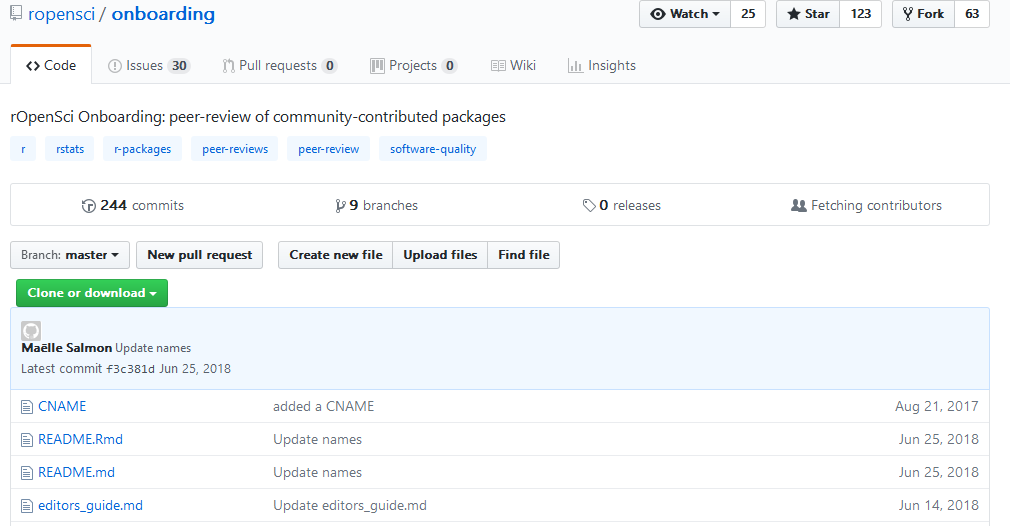 ropensci / onboarding Watch 25 Star 123 Fork 63
Code Issues 30 Pull requests 0 Projects 0 Wiki Insights
rOpenSci Onboarding: peer-review of community-contributed packages
r rstats r-packages peer-reviews peer-review software-quality
244 commits 9 branches 0 releases Fetching contributors
Branch: master New pull request Create new file Upload files Find file
Clone or download
Maëlle Salmon Update names
Latest commit f3c381d Jun 25, 2018
CNAME added a CNAME Aug 21, 2017
README.Rmd Update names Jun 25, 2018
README.md Update names Jun 25, 2018
editors_guide.md Update editors_guide.md Jun 14, 2018